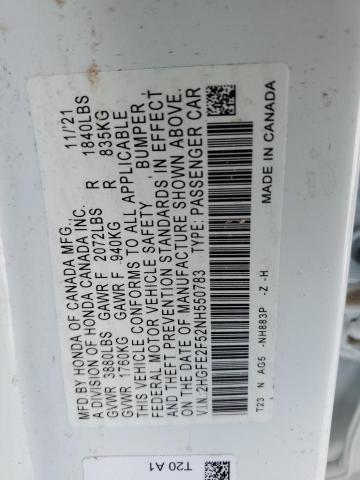 MFD.BY HONDA OF CANADA MFG., 11/'21
A DIVISION OF HONDA CANADA INC.
GVWR 3880LBS GAWR F 2072LBS R 1840LBS
GVWR 1760KG GAWR F 940KG R 835KG
THIS VEHICLE CONFORMS TO ALL APPLICABLE
FEDERAL MOTOR VEHICLE SAFETY, BUMPER,
AND THEFT PREVENTION STANDARDS IN EFFECT
ON THE DATE OF MANUFACTURE SHOWN ABOVE.
V.I.N: 2HGFE2F52NH550783 TYPE: PASSENGER CAR
T23 N AG5 -NH883P -Z -H
MADE IN CANADA
T20 A1